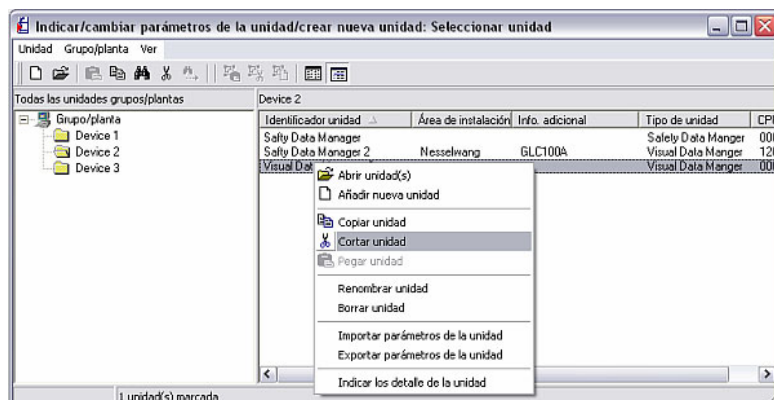 Indicar/cambiar parámetros de la unidad/crear nueva unidad: Seleccionar unidad
Unidad Grupo/planta Ver
Todas las unidades grupos/plantas Device 2
Grupo/planta
Device 1
Device 2
Device 3
Identificador unidad Área de instalación Info. adicional Tipo de unidad
Safty Data Manager Safety Data Manger 00
Safty Data Manager 2 Nesselwang GLC100A Visual Data Manger 12
Visual Dat Visual Data Manger 00
Abrir unidad(s)
Añadir nueva unidad
Copiar unidad
Cortar unidad
Pegar unidad
Renombrar unidad
Borrar unidad
Importar parámetros de la unidad
Exportar parámetros de la unidad
Indicar los detalle de la unidad
1 unidad(s) marcada